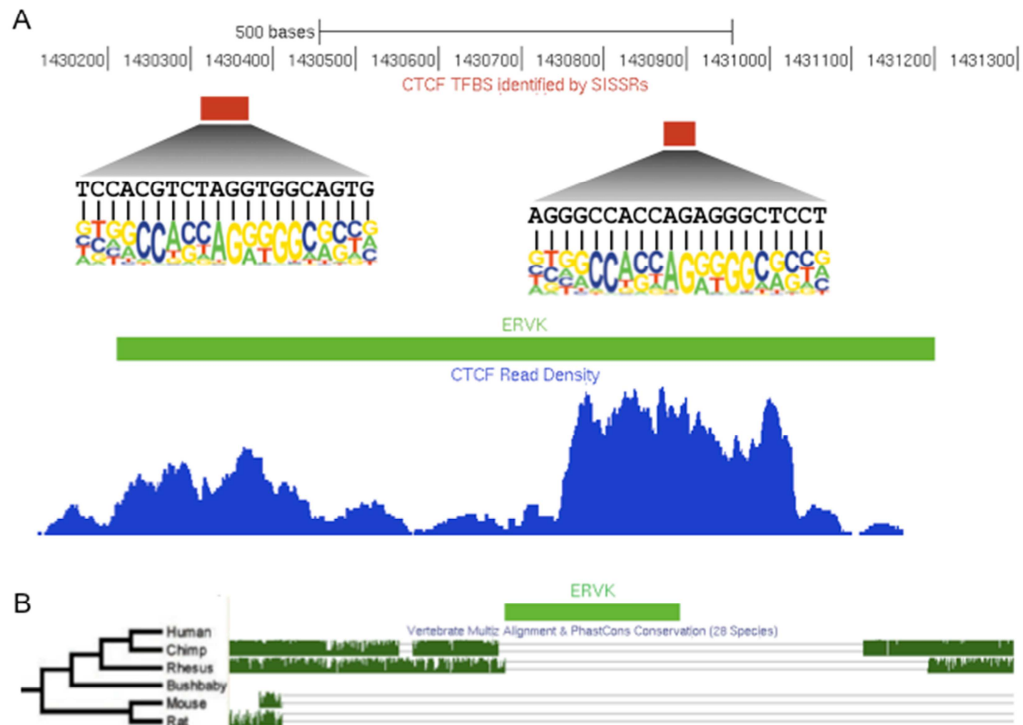 A
500 bases
1430200 1430300 1430400 1430500 1430600 1430700 1430800 1430900 1431000 1431100 1431200 1431300
CTCF TFBS identified by SISSRs
TCCACGTCTAGGTGGCAGTG
AGGGCCACCAGAGGGCTCCT
ERVK
CTCF Read Density
B
ERVK
Vertebrate Multiz Alignment & PhastCons Conservation (28 Species)
Human
Chimp
Rhesus
Bushbaby
Mouse
Rat